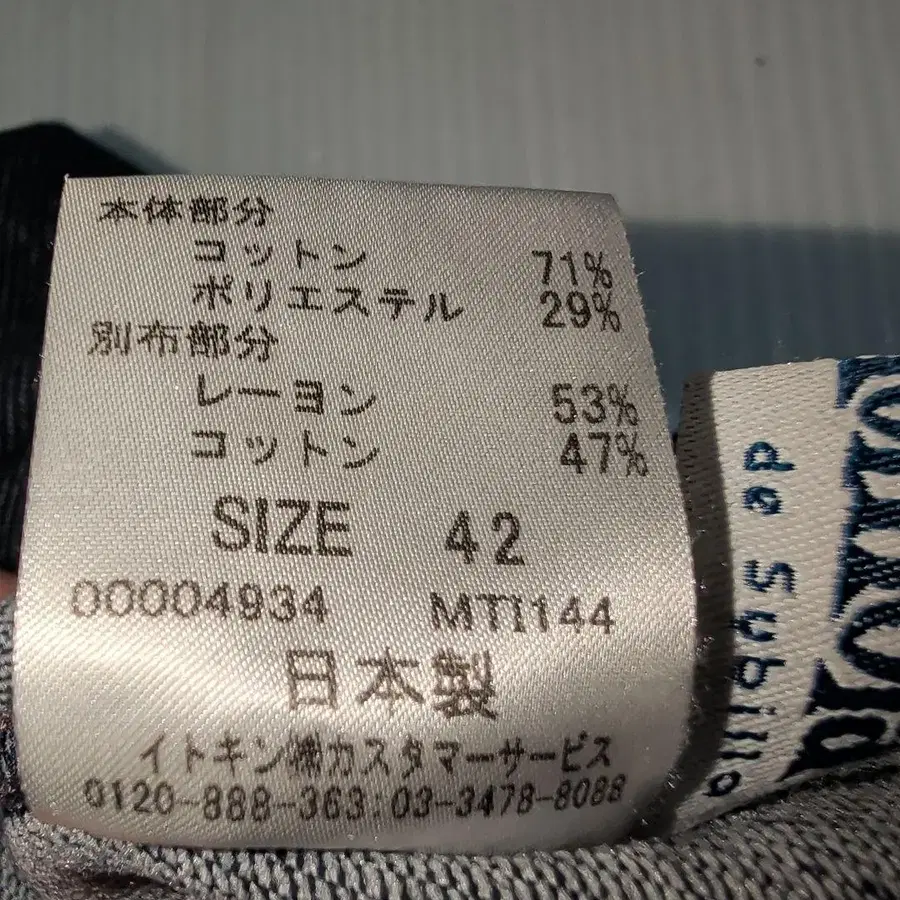 本体部分
コットン 71%
ポリエステル 29%
別布部分
レーヨン 53%
コットン 47%
SIZE 42
00004934 MTI144
日本製
イトキン㈱カスタマーサービス
0120-888-363:03-3478-8088
de Sybilla